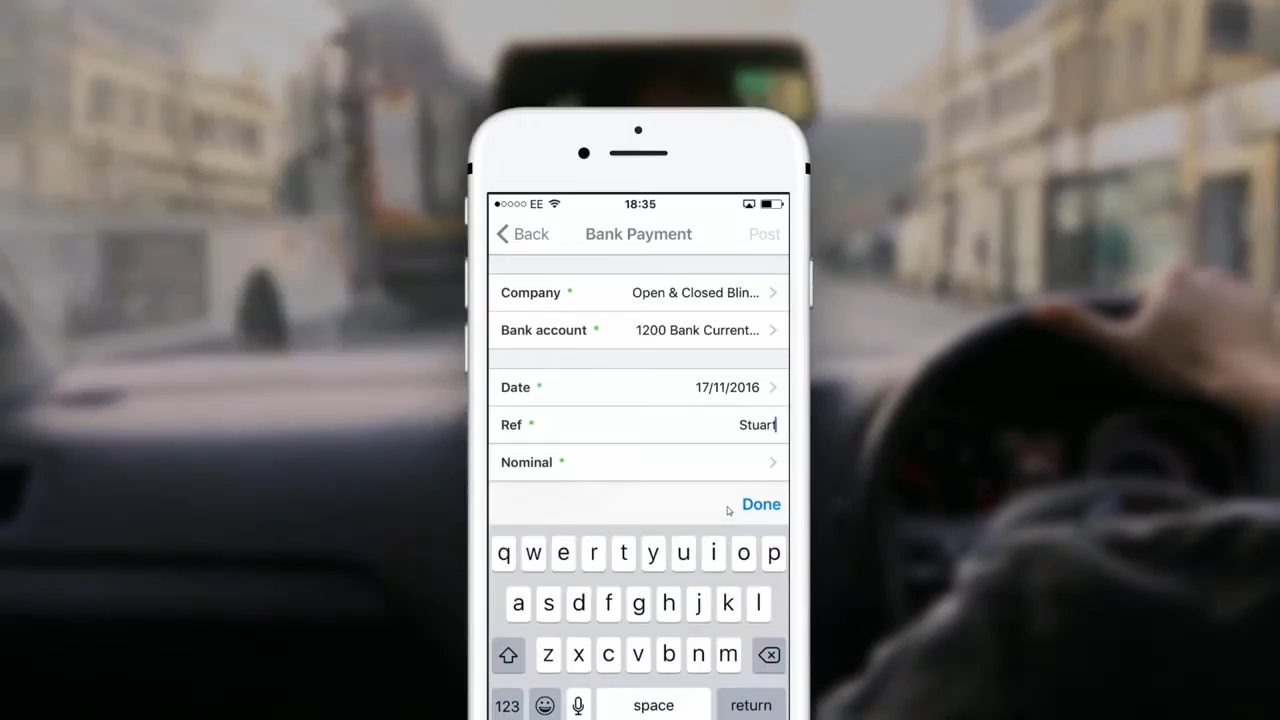 EE 18:35
Back Bank Payment Post
Company * Open & Closed Blin...
Bank account * 1200 Bank Current...
Date * 17/11/2016
Ref * Stuart
Nominal *
Done
q w e r t y u i o p
a s d f g h j k l
z x c v b n m
123 space return